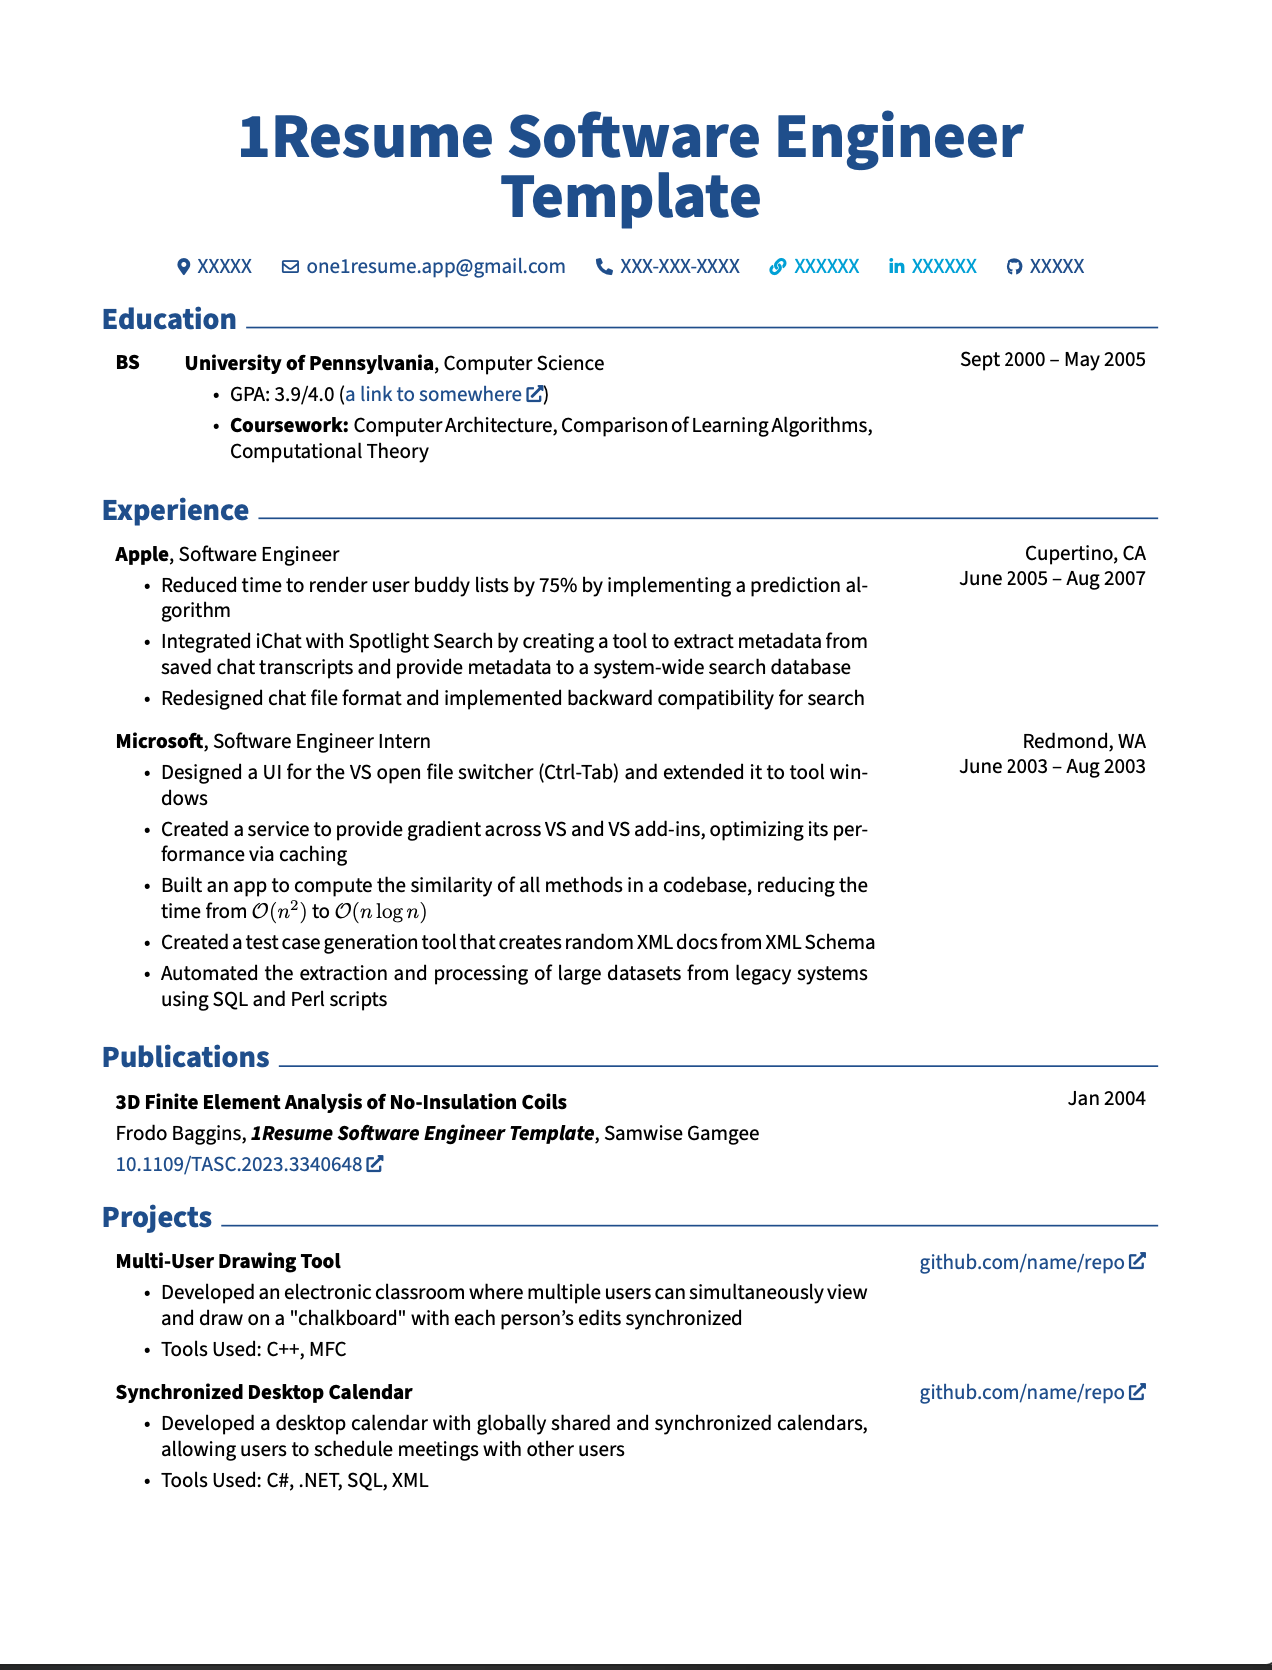 1Resume Software Engineer
Template
XXXXX one1resume.app@gmail.com XXX-XXX-XXXX XXXXXX XXXXXX XXXXX
Education
BS University of Pennsylvania, Computer Science Sept 2000 – May 2005
• GPA: 3.9/4.0 (a link to somewhere)
• Coursework: Computer Architecture, Comparison of Learning Algorithms,
Computational Theory
Experience
Apple, Software Engineer Cupertino, CA
June 2005 – Aug 2007
• Reduced time to render user buddy lists by 75% by implementing a prediction al-
gorithm
• Integrated iChat with Spotlight Search by creating a tool to extract metadata from
saved chat transcripts and provide metadata to a system-wide search database
• Redesigned chat file format and implemented backward compatibility for search
Microsoft, Software Engineer Intern Redmond, WA
June 2003 – Aug 2003
• Designed a UI for the VS open file switcher (Ctrl-Tab) and extended it to tool win-
dows
• Created a service to provide gradient across VS and VS add-ins, optimizing its per-
formance via caching
• Built an app to compute the similarity of all methods in a codebase, reducing the
time from 𝒪(n²) to 𝒪(n log n)
• Created a test case generation tool that creates random XML docs from XML Schema
• Automated the extraction and processing of large datasets from legacy systems
using SQL and Perl scripts
Publications
3D Finite Element Analysis of No-Insulation Coils Jan 2004
Frodo Baggins, 1Resume Software Engineer Template, Samwise Gamgee
10.1109/TASC.2023.3340648
Projects
Multi-User Drawing Tool github.com/name/repo
• Developed an electronic classroom where multiple users can simultaneously view
and draw on a "chalkboard" with each person’s edits synchronized
• Tools Used: C++, MFC
Synchronized Desktop Calendar github.com/name/repo
• Developed a desktop calendar with globally shared and synchronized calendars,
allowing users to schedule meetings with other users
• Tools Used: C#, .NET, SQL, XML